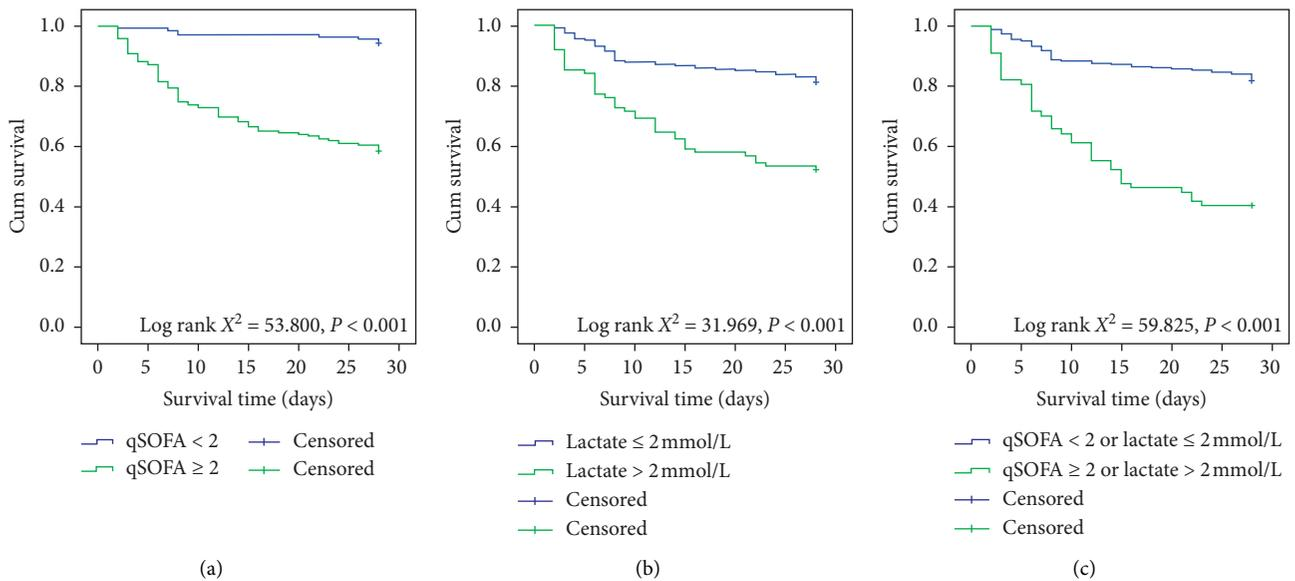 Cum survival
1.0
0.8
0.6
0.4
0.2
0.0
Log rank X² = 53.800, P < 0.001
0 5 10 15 20 25 30
Survival time (days)
qSOFA < 2 Censored
qSOFA ≥ 2 Censored
(a)
Cum survival
1.0
0.8
0.6
0.4
0.2
0.0
Log rank X² = 31.969, P < 0.001
0 5 10 15 20 25 30
Survival time (days)
Lactate ≤ 2 mmol/L
Lactate > 2 mmol/L
Censored
Censored
(b)
Cum survival
1.0
0.8
0.6
0.4
0.2
0.0
Log rank X² = 59.825, P < 0.001
0 5 10 15 20 25 30
Survival time (days)
qSOFA < 2 or lactate ≤ 2 mmol/L
qSOFA ≥ 2 or lactate > 2 mmol/L
Censored
Censored
(c)